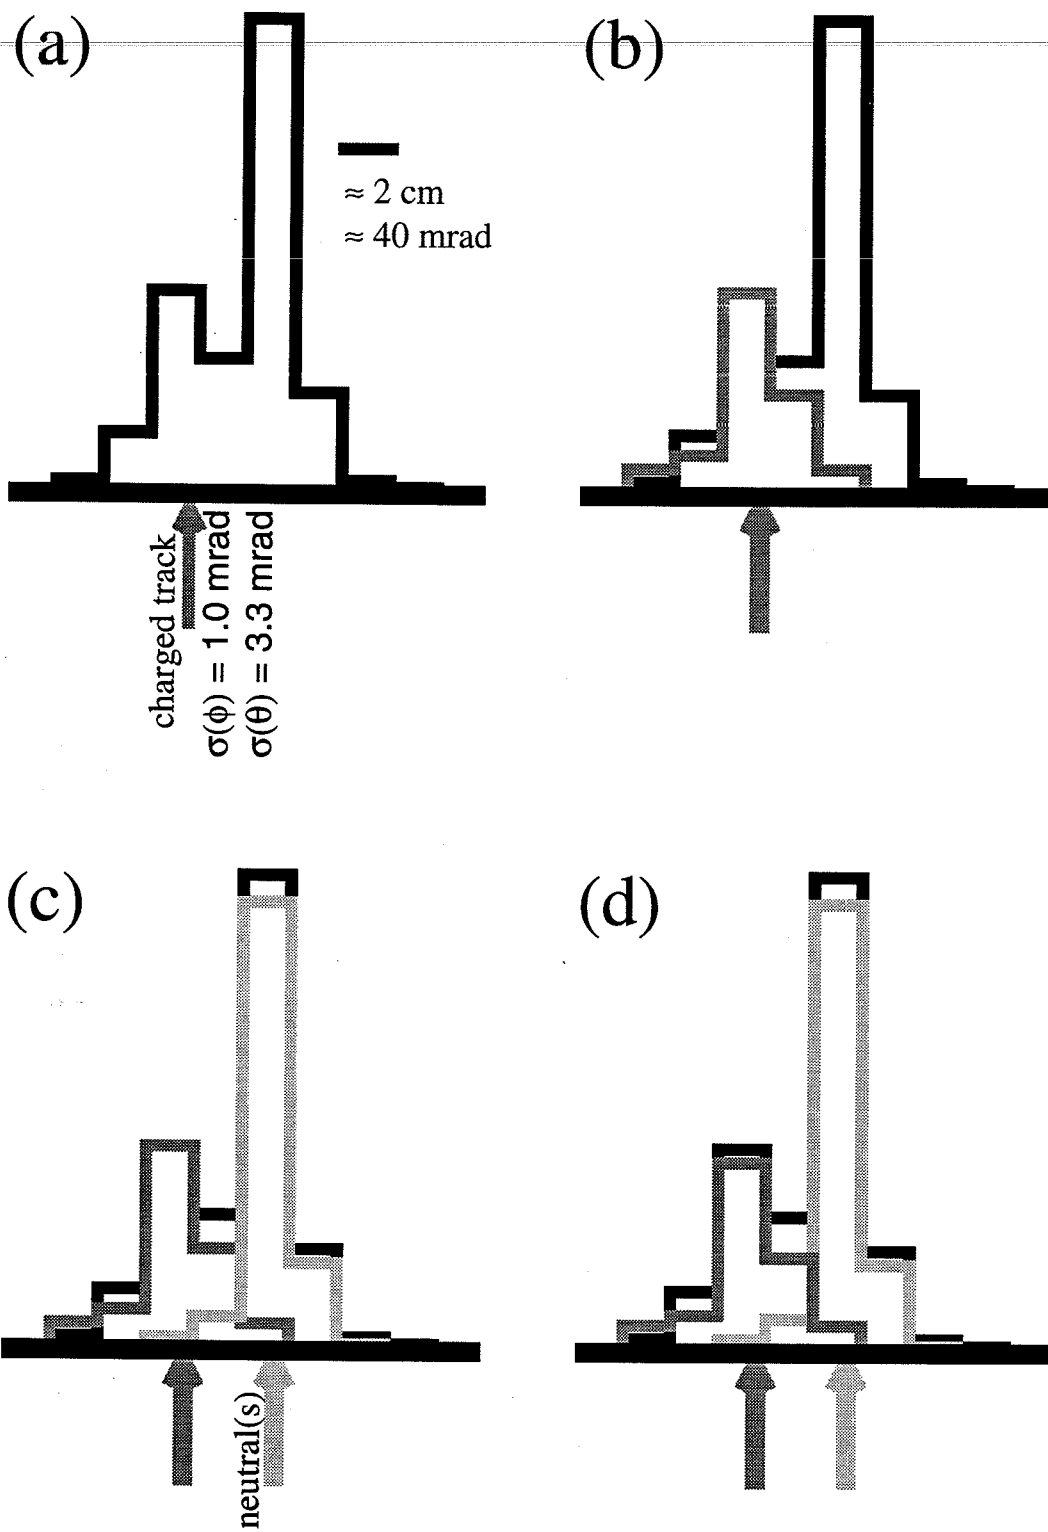 (a)
(b)
≈ 2 cm
≈ 40 mrad
charged track
σ(φ) = 1.0 mrad
σ(θ) = 3.3 mrad
(c)
(d)
neutral(s)